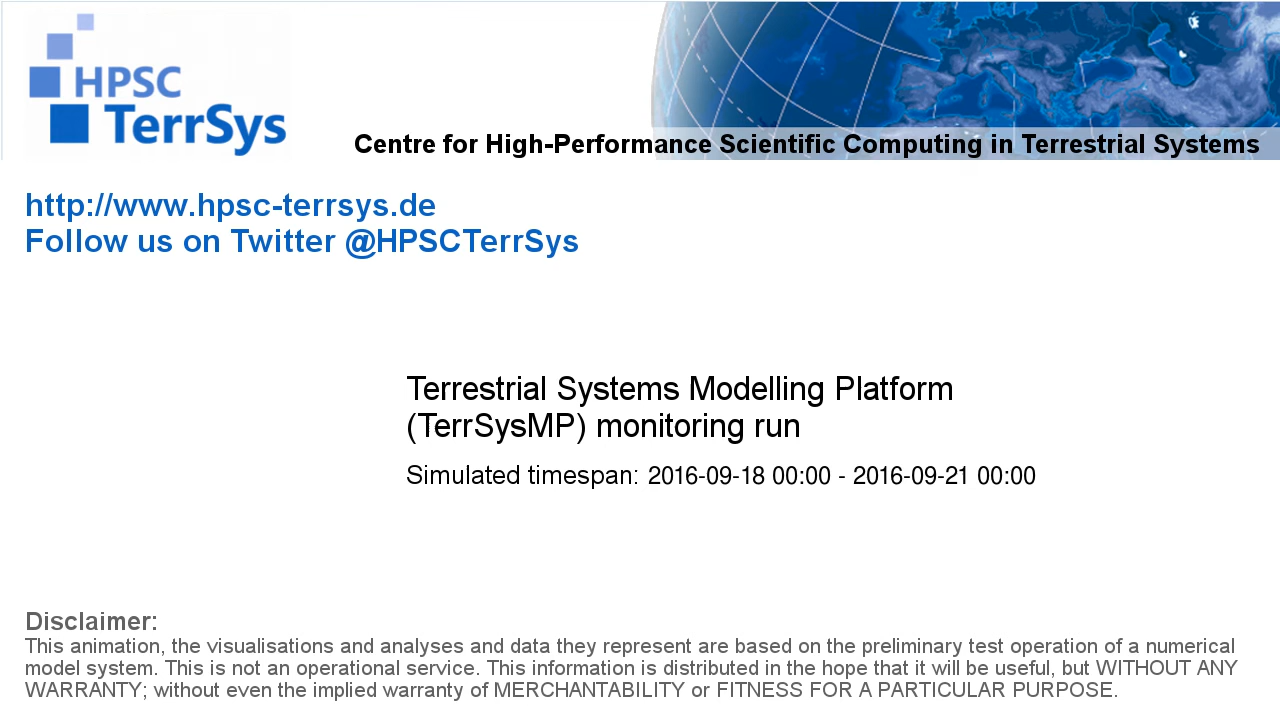 HPSC
TerrSys
Centre for High-Performance Scientific Computing in Terrestrial Systems
http://www.hpsc-terrsys.de
Follow us on Twitter @HPSCTerrSys
Terrestrial Systems Modelling Platform
(TerrSysMP) monitoring run
Simulated timespan: 2016-09-18 00:00 - 2016-09-21 00:00
Disclaimer:
This animation, the visualisations and analyses and data they represent are based on the preliminary test operation of a numerical
model system. This is not an operational service. This information is distributed in the hope that it will be useful, but WITHOUT ANY
WARRANTY; without even the implied warranty of MERCHANTABILITY or FITNESS FOR A PARTICULAR PURPOSE.